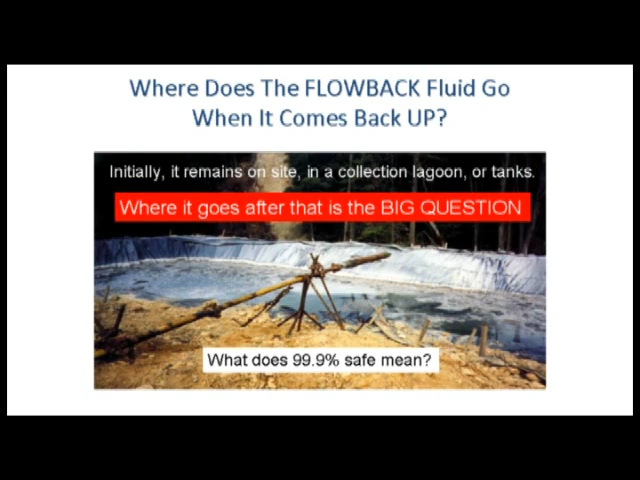 Where Does The FLOWBACK Fluid Go
When It Comes Back UP?
Initially, it remains on site, in a collection lagoon, or tanks.
Where it goes after that is the BIG QUESTION
What does 99.9% safe mean?